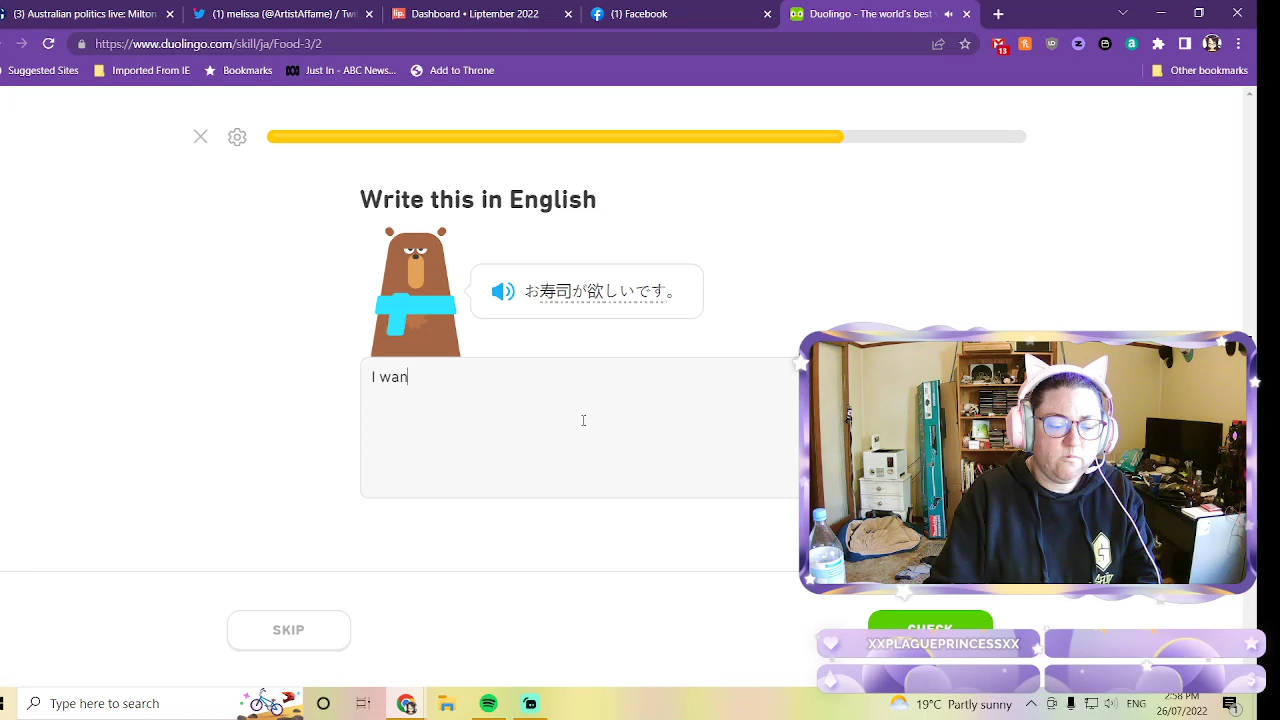 (3) Australian politics live: Milton
melissa (@ArtistAffame) / Twi
Dashboard • Liptember 2022
(1) Facebook
Duolingo - The world's best
https://www.duolingo.com/skill/ja/Food-3/2
13
Suggested Sites
Imported From IE
Bookmarks
Just In - ABC News...
Add to Throne
Other bookmarks
Write this in English
お寿司が欲しいです。
I wan
SKIP
CHECK
XXPLAGUEPRINCESSXX
Type here to search
19°C Partly sunny
ENG
2:58 PM
26/07/2022
1